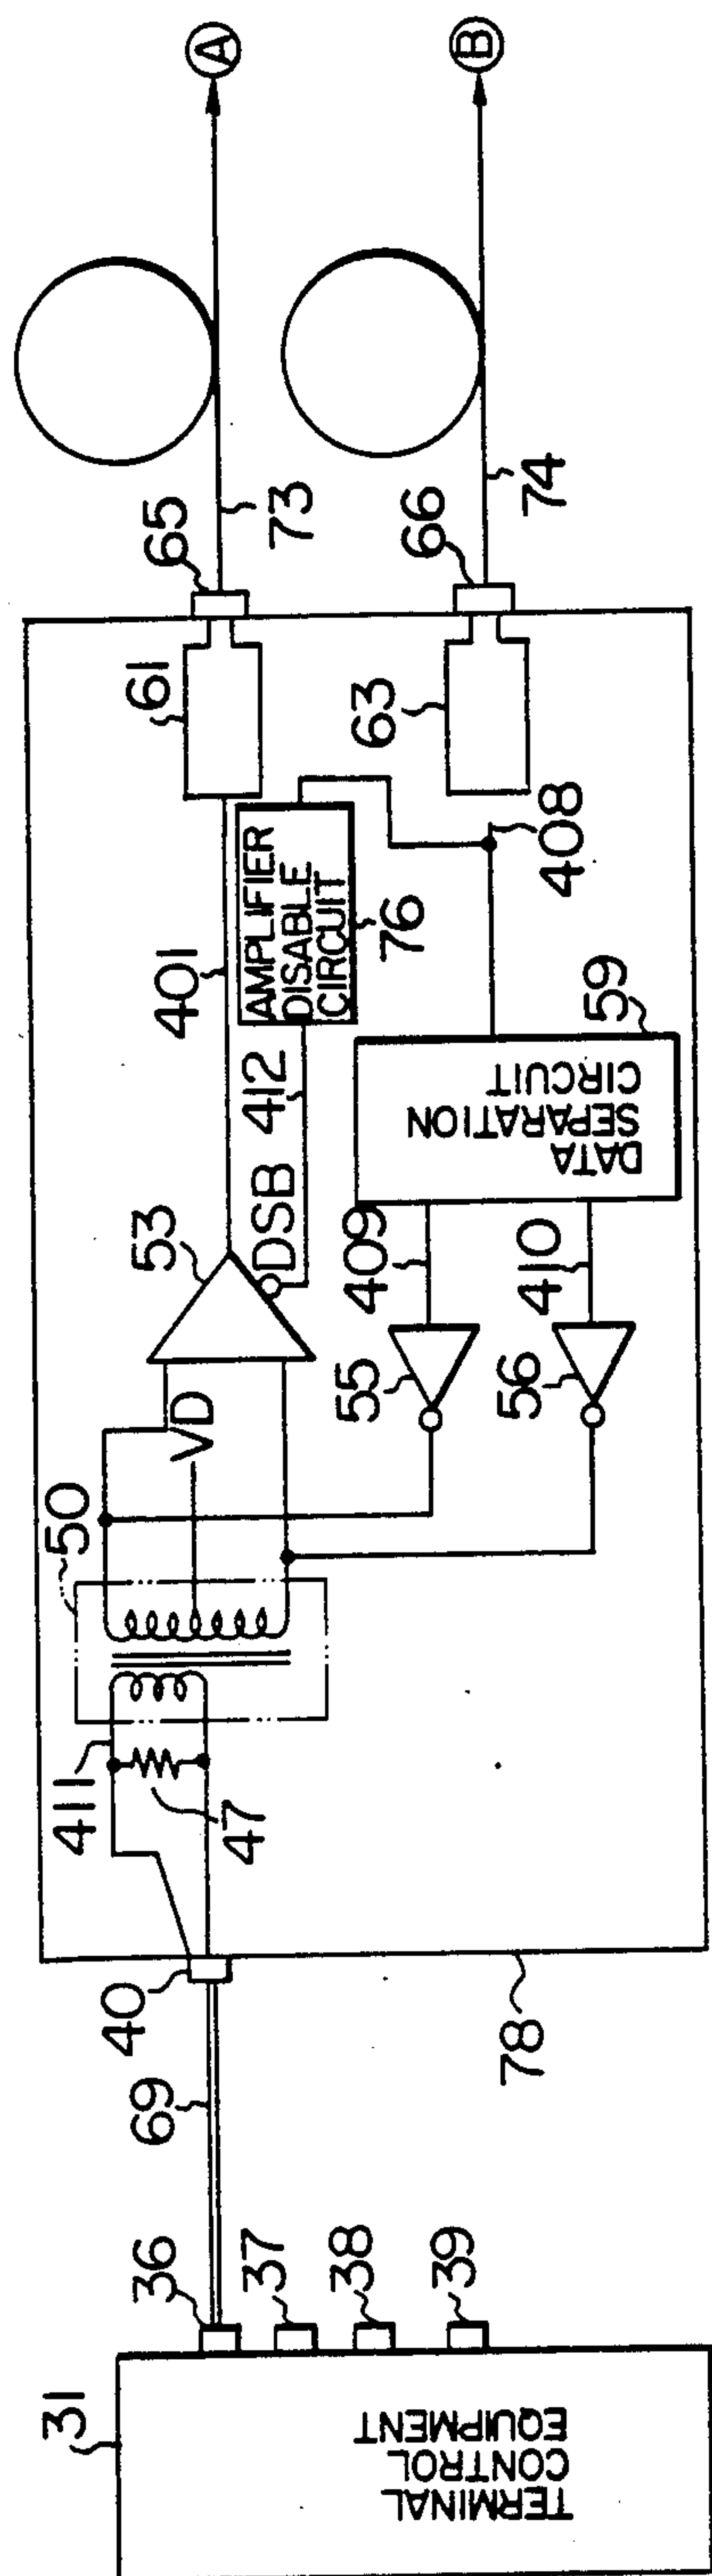 31
TERMINAL
CONTROL
EQUIPMENT
36
37
38
39
69
40
78
411
47
50
VD
53
DSB
412
401
AMPLIFIER
DISABLE
CIRCUIT
76
55
56
409
410
DATA
SEPARATION
CIRCUIT
59
408
61
63
65
66
73
74
A
B